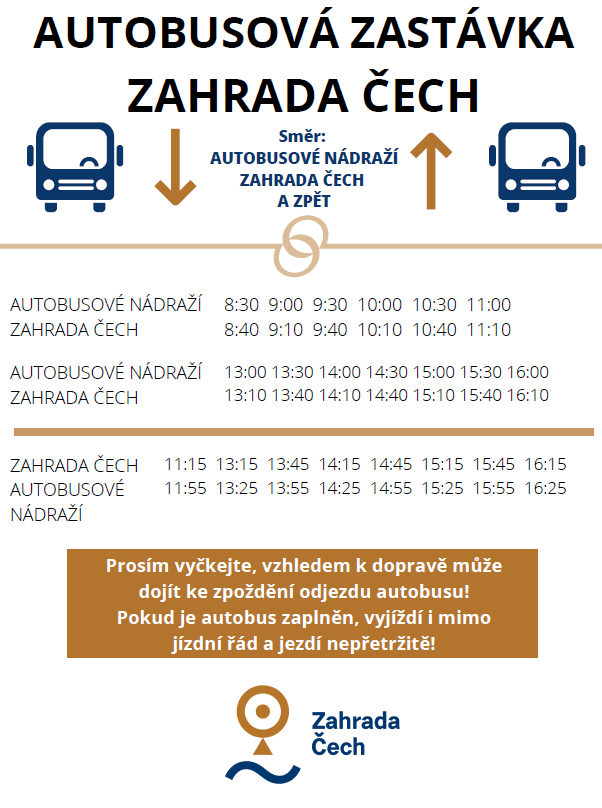 AUTOBUSOVÁ ZASTÁVKA
ZAHRADA ČECH
Směr:
AUTOBUSOVÉ NÁDRAŽÍ
ZAHRADA ČECH
A ZPĚT
AUTOBUSOVÉ NÁDRAŽÍ 8:30 9:00 9:30 10:00 10:30 11:00
ZAHRADA ČECH 8:40 9:10 9:40 10:10 10:40 11:10
AUTOBUSOVÉ NÁDRAŽÍ 13:00 13:30 14:00 14:30 15:00 15:30 16:00
ZAHRADA ČECH 13:10 13:40 14:10 14:40 15:10 15:40 16:10
ZAHRADA ČECH 11:15 13:15 13:45 14:15 14:45 15:15 15:45 16:15
AUTOBUSOVÉ 11:55 13:25 13:55 14:25 14:55 15:25 15:55 16:25
NÁDRAŽÍ
Prosím vyčkejte, vzhledem k dopravě může
dojít ke zpoždění odjezdu autobusu!
Pokud je autobus zaplněn, vyjíždí i mimo
jízdní řád a jezdí nepřetržitě!
Zahrada
Čech